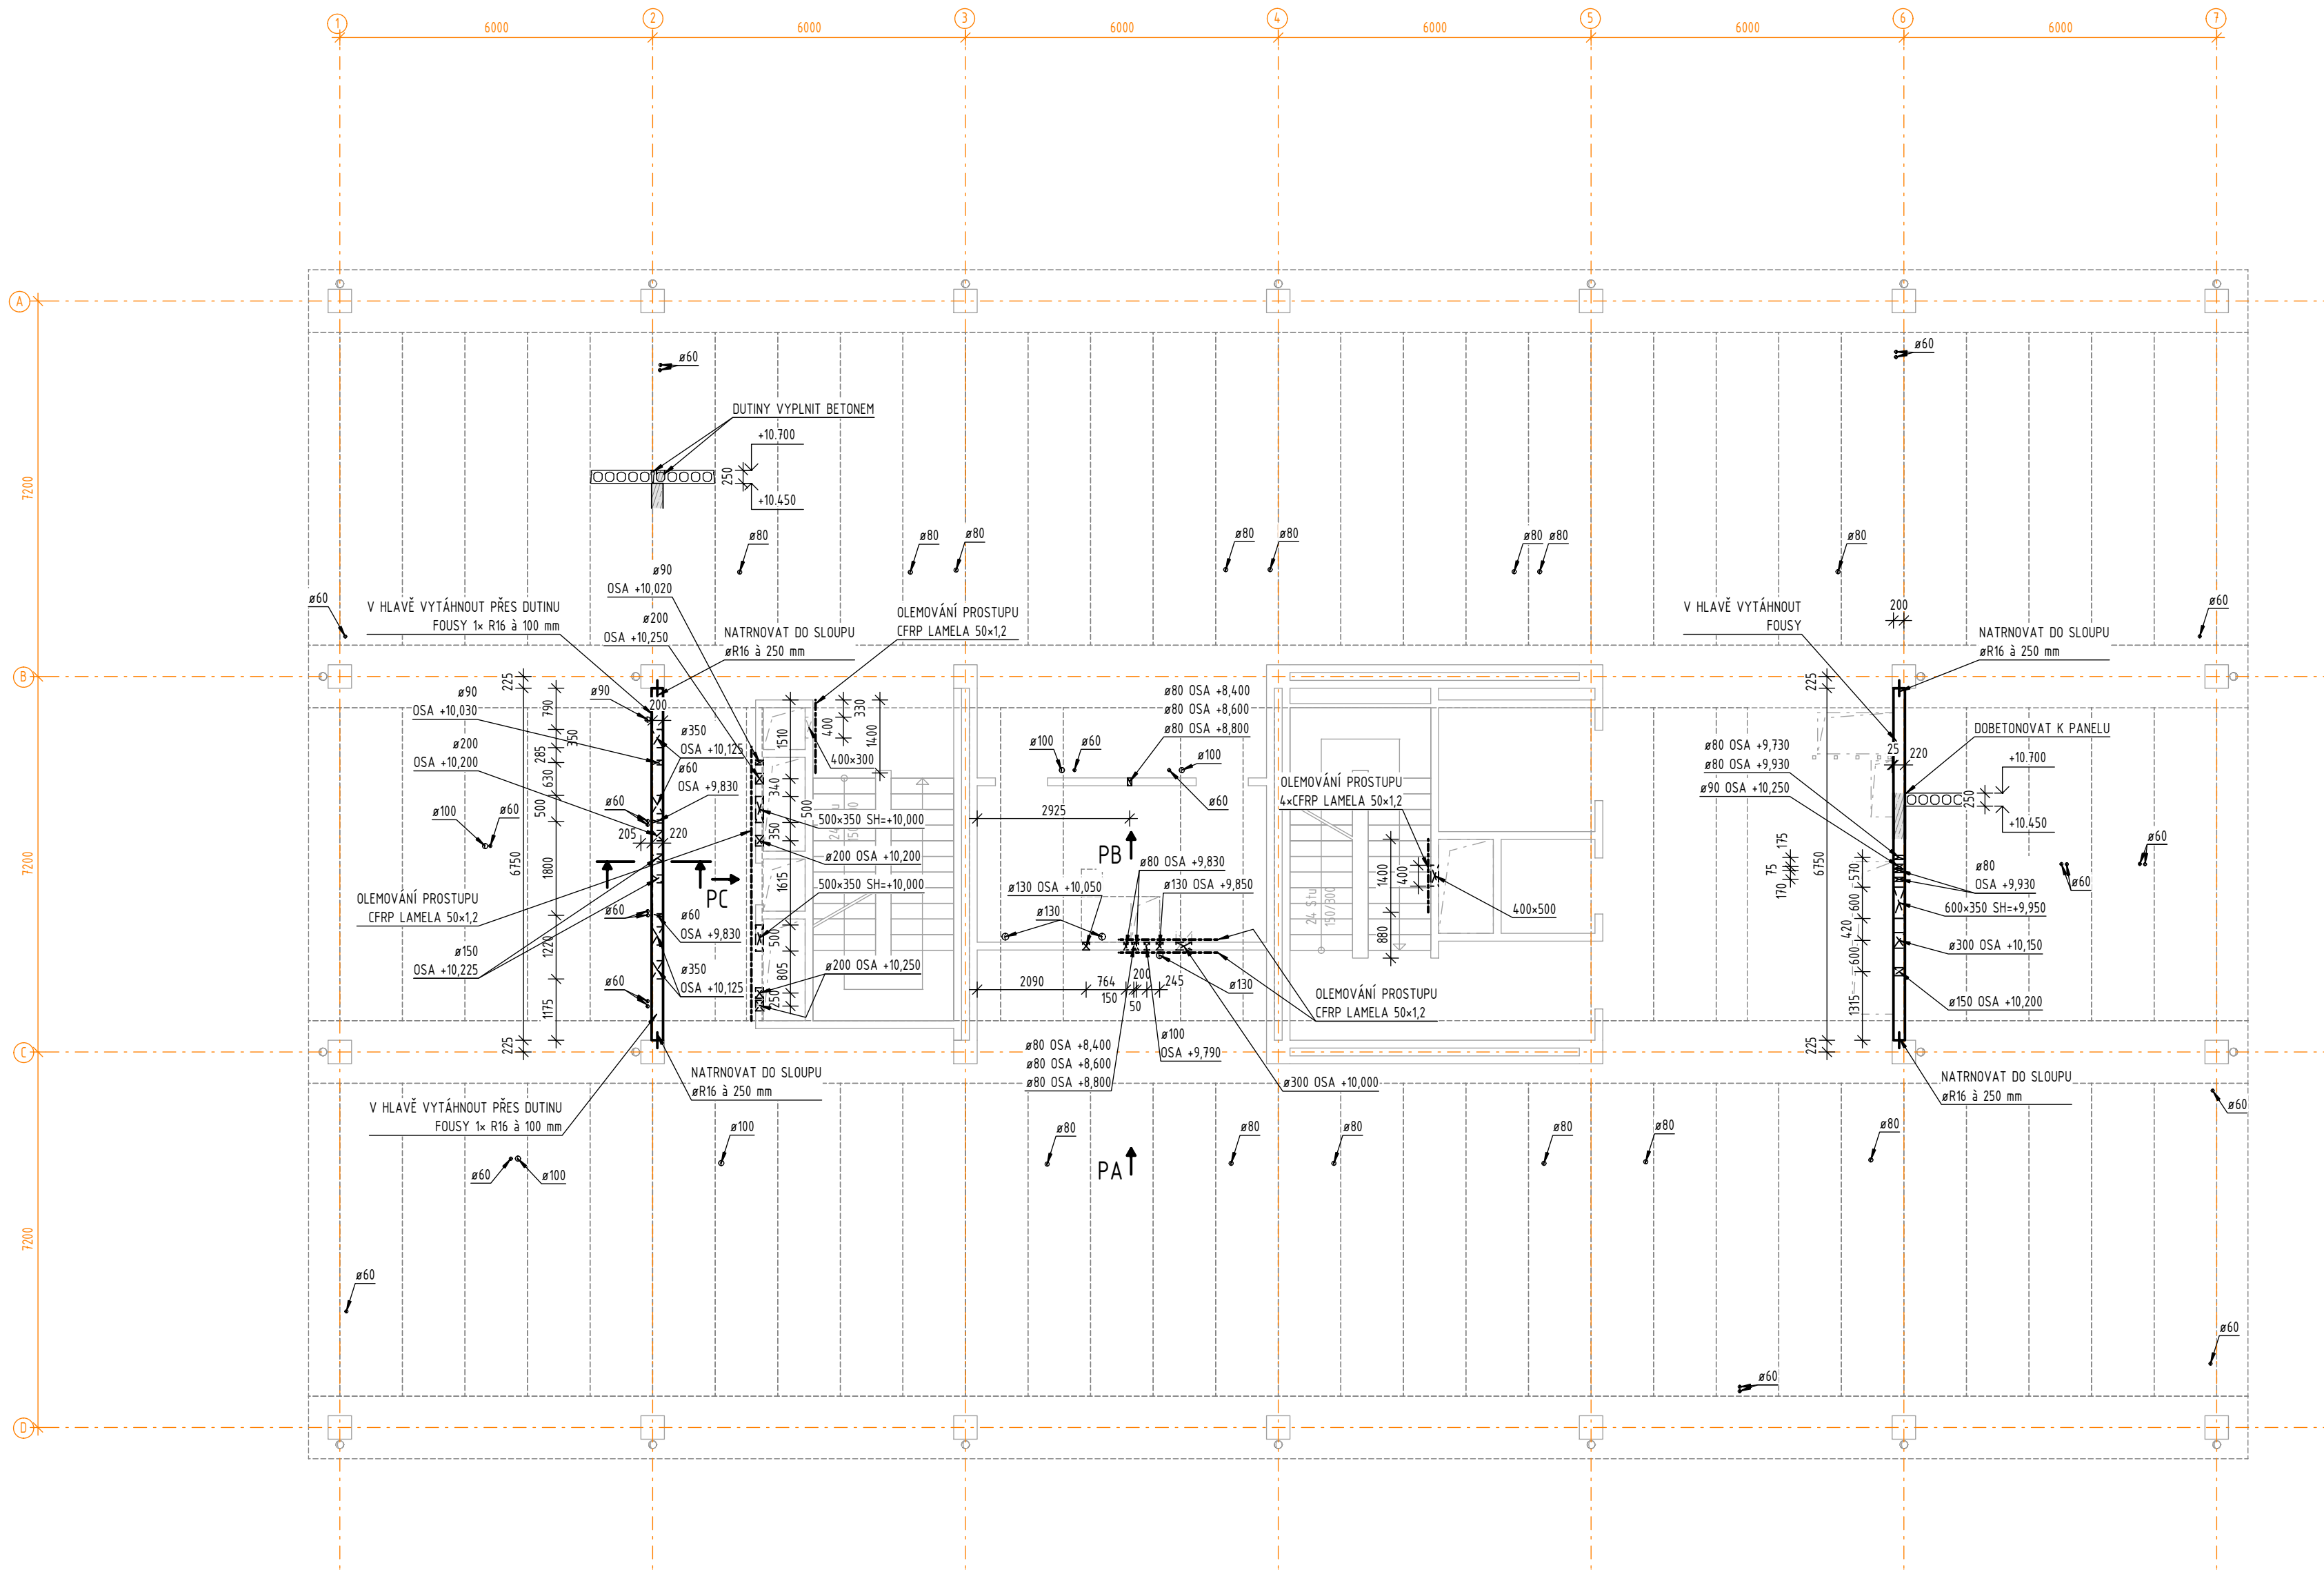 1
2
3
4
5
6
7
6000
6000
6000
6000
6000
6000
A
B
C
D
7200
7200
7200
ø60
ø60
DUTINY VYPLNIT BETONEM
+10.700
250
+10.450
ø80
ø80
ø80
ø80
ø80
ø80
ø80
ø80
ø60
ø60
V HLAVĚ VYTÁHNOUT PŘES DUTINU
FOUSY 1× R16 à 100 mm
ø90
OSA +10,020
ø200
OSA +10,250
NATRNOVAT DO SLOUPU
øR16 à 250 mm
OLEMOVÁNÍ PROSTUPU
CFRP LAMELA 50×1,2
V HLAVĚ VYTÁHNOUT
FOUSY
200
NATRNOVAT DO SLOUPU
øR16 à 250 mm
225
ø90
OSA +10,030
ø200
OSA +10,200
ø90
200
ø350
OSA +10,125
ø60
OSA +9,830
ø60
205
220
790
350
285
630
500
1800
1220
1175
6750
225
ø100
ø60
OLEMOVÁNÍ PROSTUPU
CFRP LAMELA 50×1,2
ø150
OSA +10,225
ø60
ø60
OSA +9,830
ø350
OSA +10,125
ø60
PC
1510
340
500
350
1615
500
805
250
400
330
1400
400×300
500×350 SH=+10,000
ø200 OSA +10,200
500×350 SH=+10,000
ø200 OSA +10,250
24 Stu
NATRNOVAT DO SLOUPU
øR16 à 250 mm
V HLAVĚ VYTÁHNOUT PŘES DUTINU
FOUSY 1× R16 à 100 mm
ø80 OSA +8,400
ø80 OSA +8,600
ø80 OSA +8,800
ø100
ø60
ø100
ø60
2925
PB
ø80 OSA +9,830
ø130 OSA +10,050
ø130 OSA +9,850
ø130
2090
764
200
245
150
50
ø130
ø100
OSA +9,790
ø80 OSA +8,400
ø80 OSA +8,600
ø80 OSA +8,800
ø300 OSA +10,000
OLEMOVÁNÍ PROSTUPU
CFRP LAMELA 50×1,2
OLEMOVÁNÍ PROSTUPU
4×CFRP LAMELA 50×1,2
1400
400
880
400×500
24 Stu
150/300
225
25
220
DOBETONOVAT K PANELU
+10.700
250
+10.450
ø80 OSA +9,730
ø80 OSA +9,930
ø90 OSA +10,250
175
75
170
6750
570
600
420
600
1315
225
ø80
OSA +9,930
600×350 SH=+9,950
ø300 OSA +10,150
ø150 OSA +10,200
ø60
ø60
NATRNOVAT DO SLOUPU
øR16 à 250 mm
ø60
ø60
ø100
ø100
ø80
PA
ø80
ø80
ø80
ø80
ø80
ø60
ø60
ø60